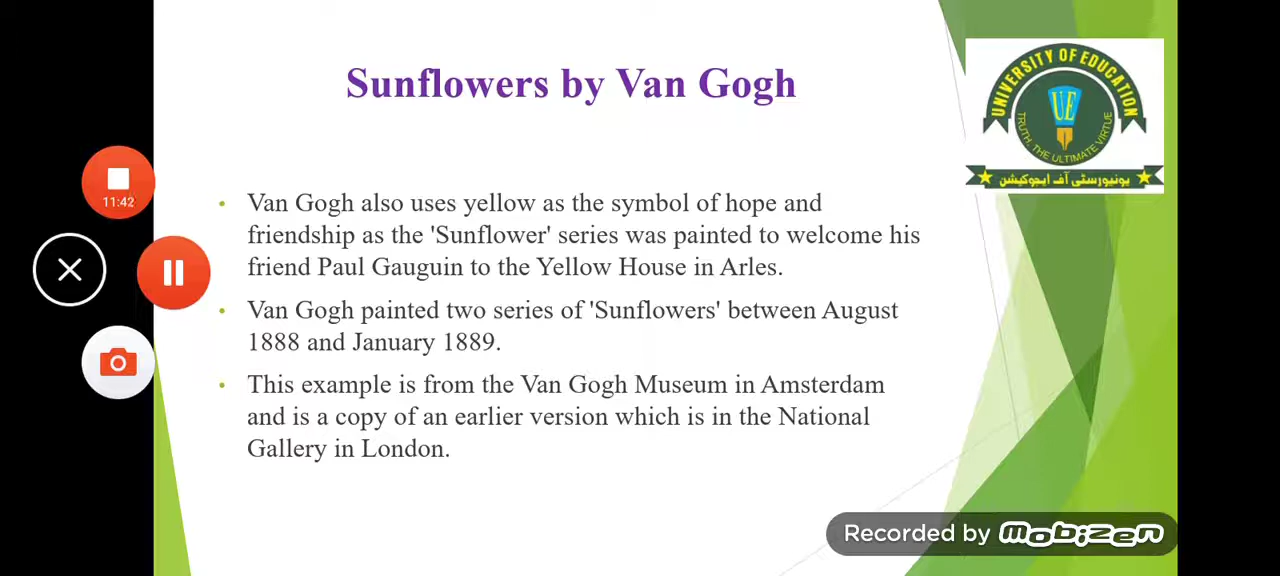 Sunflowers by Van Gogh
UNIVERSITY OF EDUCATION
UE
TRUTH, THE ULTIMATE VIRTUE
یونیورسٹی آف ایجوکیشن
11:42
• Van Gogh also uses yellow as the symbol of hope and
friendship as the 'Sunflower' series was painted to welcome his
friend Paul Gauguin to the Yellow House in Arles.
• Van Gogh painted two series of 'Sunflowers' between August
1888 and January 1889.
• This example is from the Van Gogh Museum in Amsterdam
and is a copy of an earlier version which is in the National
Gallery in London.
Recorded by Mobizen